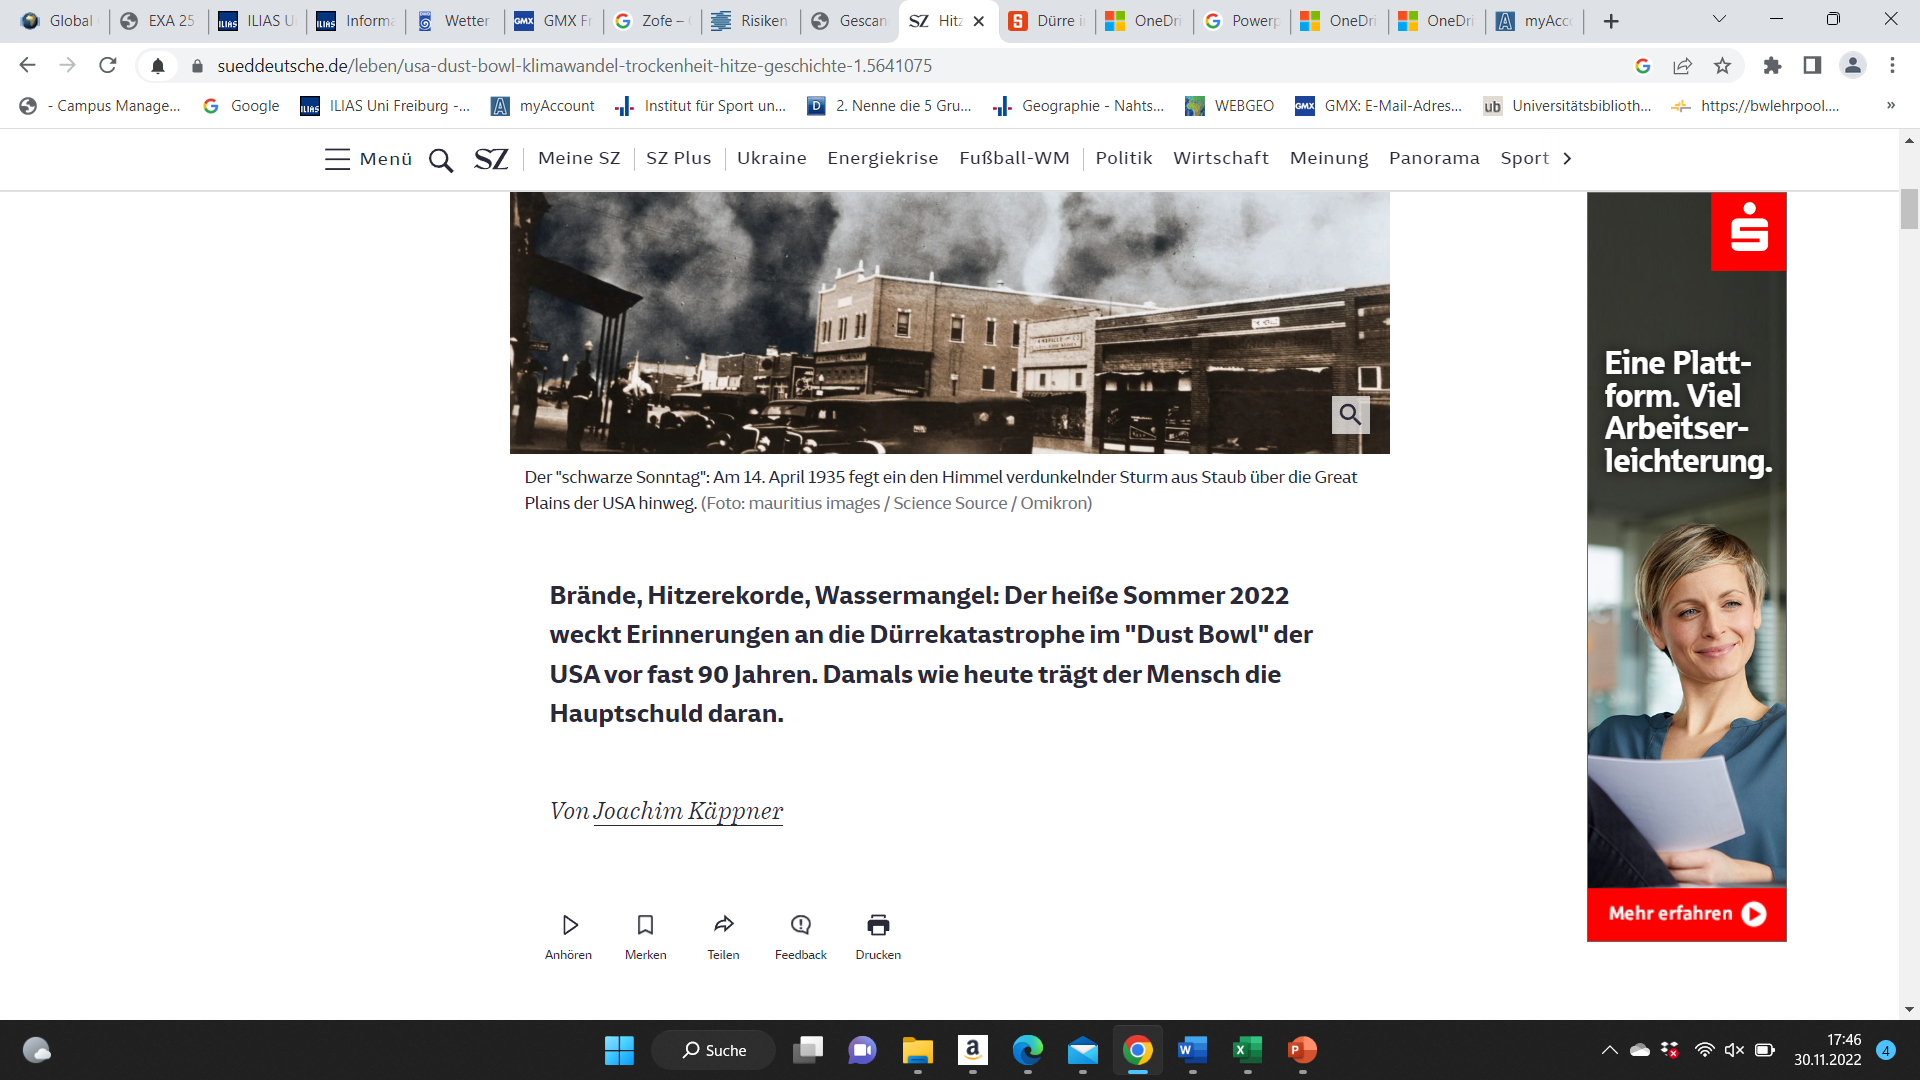 Global
EXA 25
ILIAS U
Informa
Wetter
GMX Fr
Zofe –
Risiken
Gescan
SZ Hitz
Dürre i
OneDri
Powerp
OneDri
OneDri
myAcc
sueddeutsche.de/leben/usa-dust-bowl-klimawandel-trockenheit-hitze-geschichte-1.5641075
- Campus Manage...
Google
ILIAS Uni Freiburg -...
myAccount
Institut für Sport un...
2. Nenne die 5 Gru...
Geographie - Nahts...
WEBGEO
GMX: E-Mail-Adres...
Universitätsbiblioth...
https://bwlehrpool....
»
Menü
SZ
Meine SZ
SZ Plus
Ukraine
Energiekrise
Fußball-WM
Politik
Wirtschaft
Meinung
Panorama
Sport
Der "schwarze Sonntag": Am 14. April 1935 fegt ein den Himmel verdunkelnder Sturm aus Staub über die Great
Plains der USA hinweg. (Foto: mauritius images / Science Source / Omikron)
Brände, Hitzerekorde, Wassermangel: Der heiße Sommer 2022
weckt Erinnerungen an die Dürrekatastrophe im "Dust Bowl" der
USA vor fast 90 Jahren. Damals wie heute trägt der Mensch die
Hauptschuld daran.
Von Joachim Käppner
Anhören
Merken
Teilen
Feedback
Drucken
Eine Platt-
form. Viel
Arbeitser-
leichterung.
Mehr erfahren
Suche
17:46
30.11.2022
4